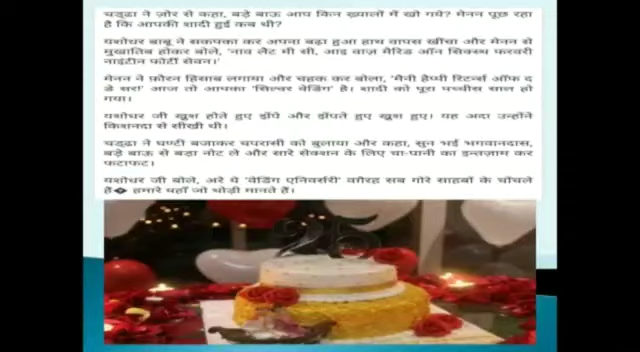 चड्ढा ने ज़ोर से कहा, बड़े बाऊ आप किन ख़्यालों में खो गये? मेनन पूछ रहा
है कि आपकी शादी हुई कब थी?
यशोधर बाबू ने सकपका कर अपना बढ़ा हुआ हाथ वापस खींचा और मेनन से
मुख़ातिब होकर बोले, 'नाव लैट मी सी, आइ वाज़ मैरिड ऑन सिक्स्थ फरवरी
नाइंटीन फ़ोर्टी सेवन।'
मेनन ने फ़ौरन हिसाब लगाया और चहक कर बोला, 'मैनी हैप्पी रिटर्न्स ऑफ द
डे सर!' आज तो आपका 'सिल्वर वेडिंग' है। शादी को पूरा पच्चीस साल हो
गया।
यशोधर जी खुश होते हुए झेंपे और झेंपते हुए खुश हुए। यह अदा उन्होंने
किशनदा से सीखी थी।
चड्ढा ने घण्टी बजाकर चपरासी को बुलाया और कहा, सुन भई भगवानदास,
बड़े बाऊ से बड़ा नोट ले और सारे सेक्शन के लिए चा-पानी का इन्तज़ाम कर
फटाफट।
यशोधर जी बोले, अरे ये 'वेडिंग एनिवर्सरी' वग़ैरह सब गोरे साहबों के चोंचले
हैं� हमारे यहाँ जो थोड़ी मानते हैं।
25